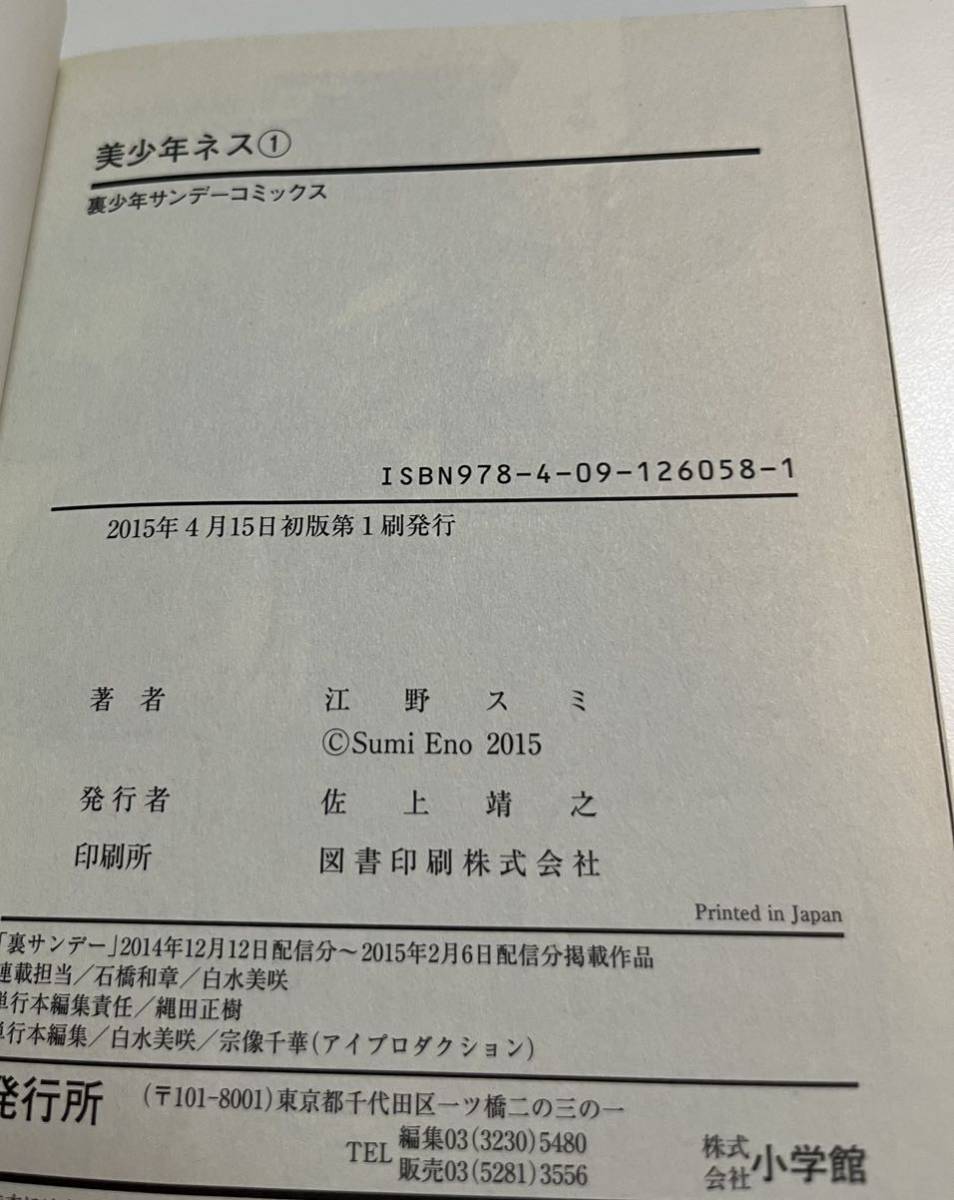 美少年ネス①
裏少年サンデーコミックス
ISBN978-4-09-126058-1
2015年4月15日初版第1刷発行
著者 江野スミ
©Sumi Eno 2015
発行者 佐上靖之
印刷所 図書印刷株式会社
Printed in Japan
「裏サンデー」2014年12月12日配信分～2015年2月6日配信分掲載作品
連載担当／石橋和章／白水美咲
単行本編集責任／縄田正樹
単行本編集／白水美咲／宗像千華(アイプロダクション)
発行所 (〒101-8001)東京都千代田区一ツ橋二の三の一
TEL 編集03(3230)5480
販売03(5281)3556
株式会社 小学館